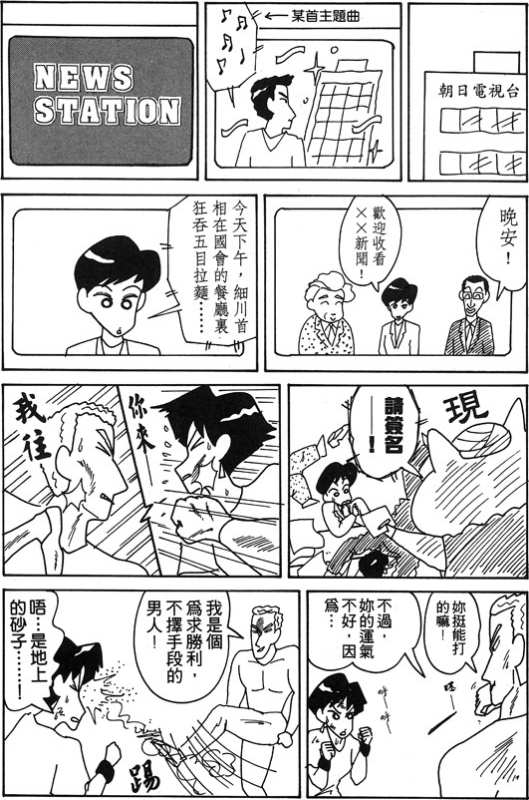 朝日電視台
←某首主題曲
NEWS
STATION
晚安！
歡迎收看
××新聞！
今天下午，細川首
相在國會的餐廳裏
狂吞五目拉麵……
現
請簽名
──！
你來
我往
妳挺能打
的嘛！
呼…
嘿…
不過，
妳的運氣
不好，因
為…
我是個
為求勝利，
不擇手段的
男人！
踢
唔…是地上
的砂子……！